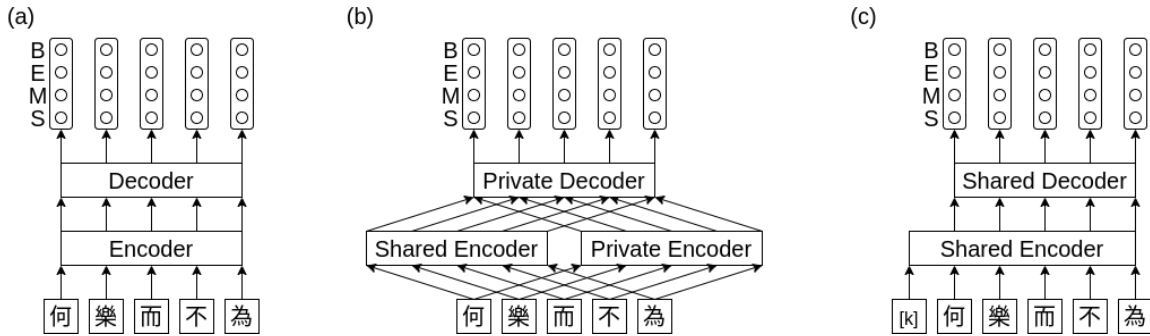 (a)
B
E
M
S
Decoder
Encoder
何 樂 而 不 為
(b)
B
E
M
S
Private Decoder
Shared Encoder Private Encoder
何 樂 而 不 為
(c)
B
E
M
S
Shared Decoder
Shared Encoder
[k] 何 樂 而 不 為